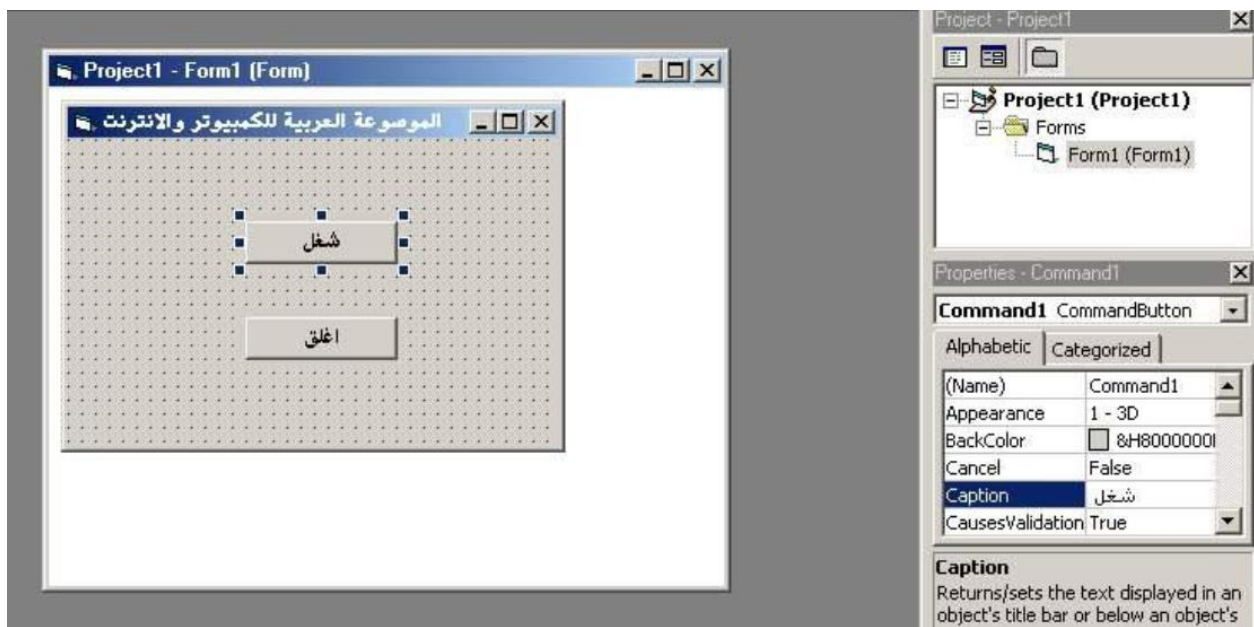 Project1 - Form1 (Form)
الموسوعة العربية للكمبيوتر والانترنت
شغل
اغلق
Project - Project1
Project1 (Project1)
Forms
Form1 (Form1)
Properties - Command1
Command1 CommandButton
Alphabetic Categorized
(Name) Command1
Appearance 1 - 3D
BackColor
Cancel False
Caption شغل
CausesValidation True
Caption
Returns/sets the text displayed in an
object's title bar or below an object's